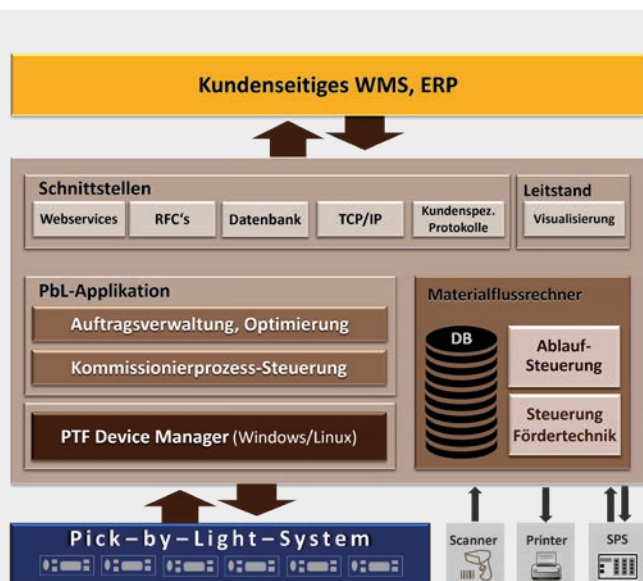 Kundenseitiges WMS, ERP
Schnittstellen
Webservices
RFC's
Datenbank
TCP/IP
Kundenspez.
Protokolle
Leitstand
Visualisierung
PbL-Applikation
Auftragsverwaltung, Optimierung
Kommissionierprozess-Steuerung
PTF Device Manager (Windows/Linux)
Materialflussrechner
DB
Ablauf-
Steuerung
Steuerung
Fördertechnik
Pick–by–Light–System
Scanner
Printer
SPS